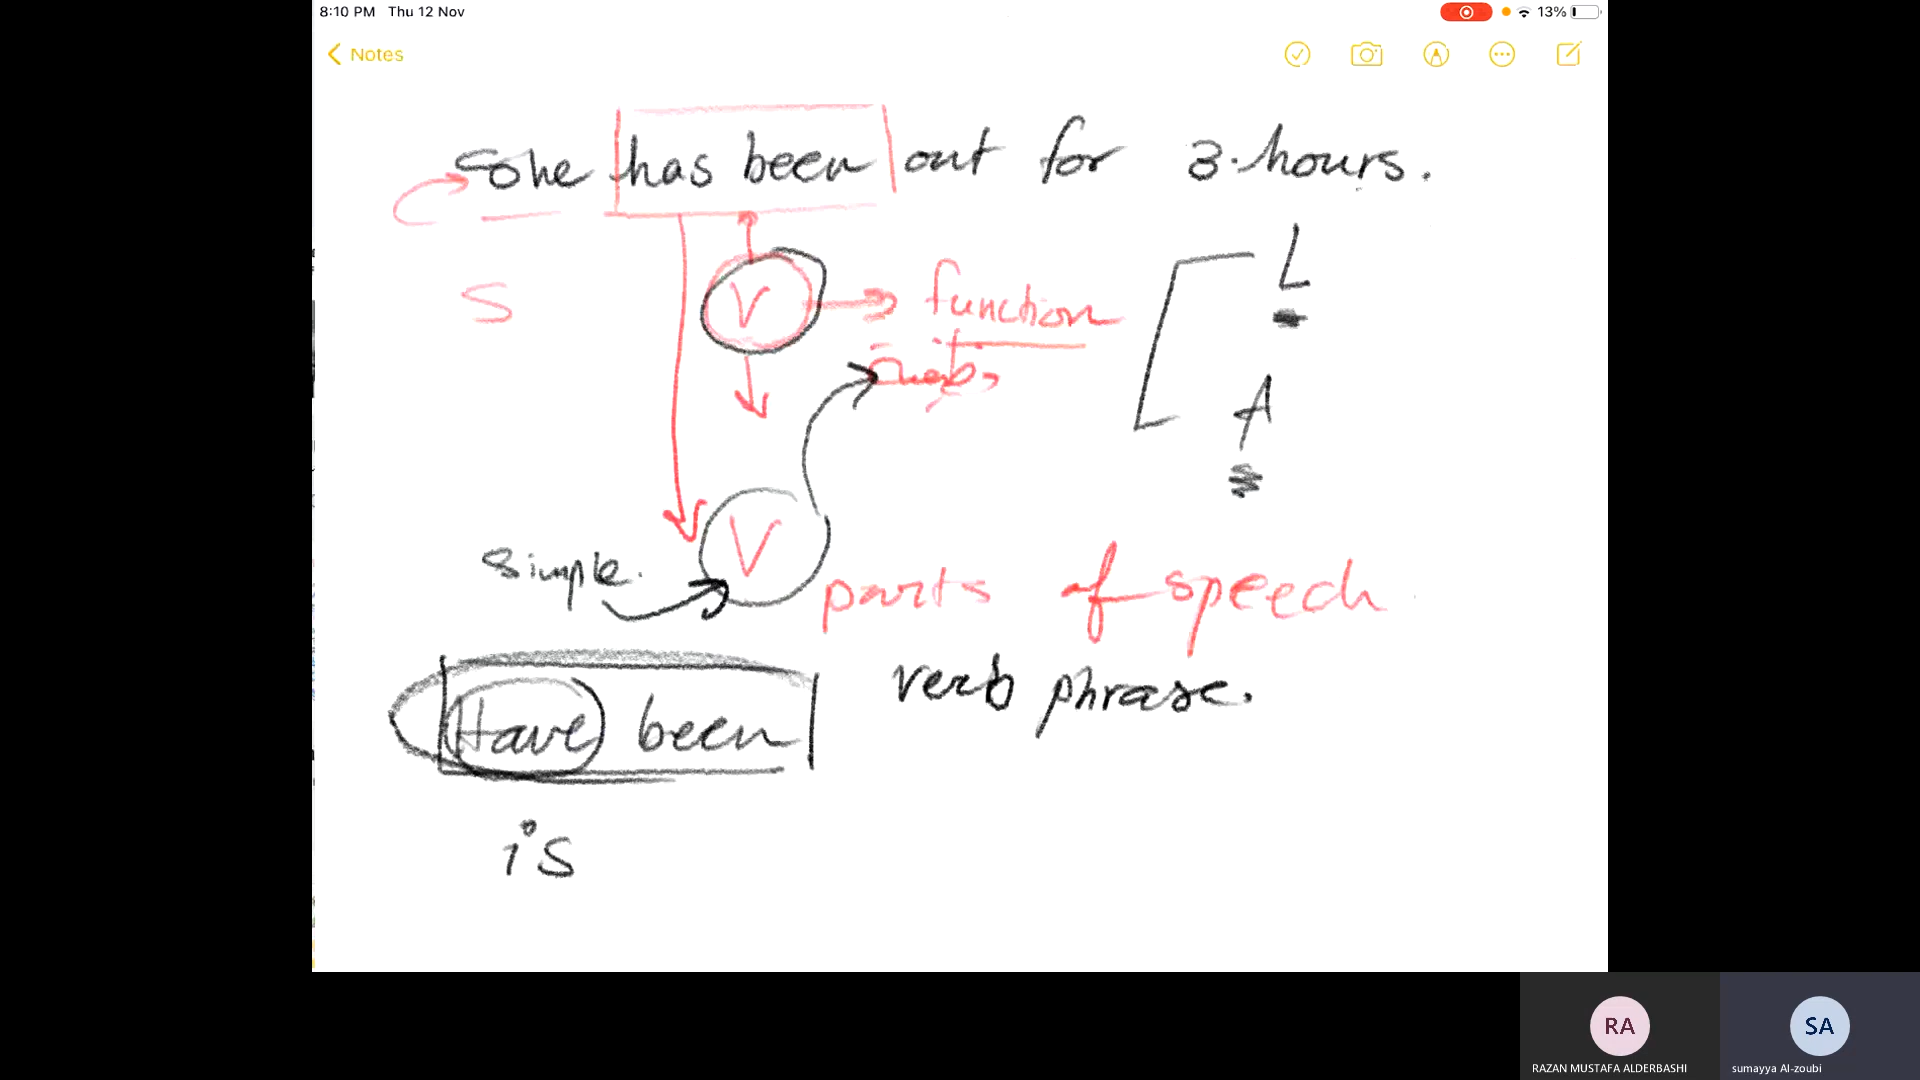 8:10 PM Thu 12 Nov
13%
Notes
She has been out for 3 hours.
L
S V function
A
V
simple.
parts of speech
verb phrase.
Have been
is
RA
SA
RAZAN MUSTAFA ALDERBASHI
sumayya Al-zoubi